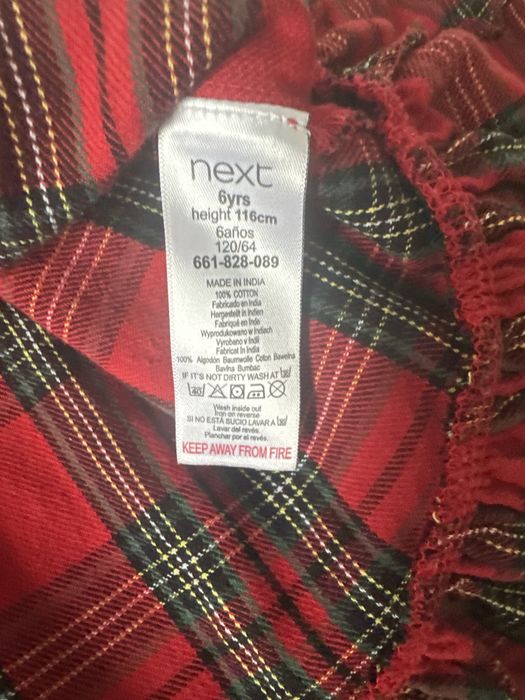 next
6yrs
height 116cm
6años
120/64
661-828-089
MADE IN INDIA
100% COTTON
Fabricado en India
Hergestellt in Indien
Fabriqué en Inde
Wyprodukowano w Indiach
Vyrobeno v Indii
Fabricat în India
100% Algodón Baumwolle Coton Bawełna
Bavlna Bumbac
IF IT'S NOT DIRTY WASH AT
40
Wash inside out
Iron on reverse
SI NO ESTÁ SUCIO LAVAR A
Lavar del revés.
Planchar por el revés.
KEEP AWAY FROM FIRE